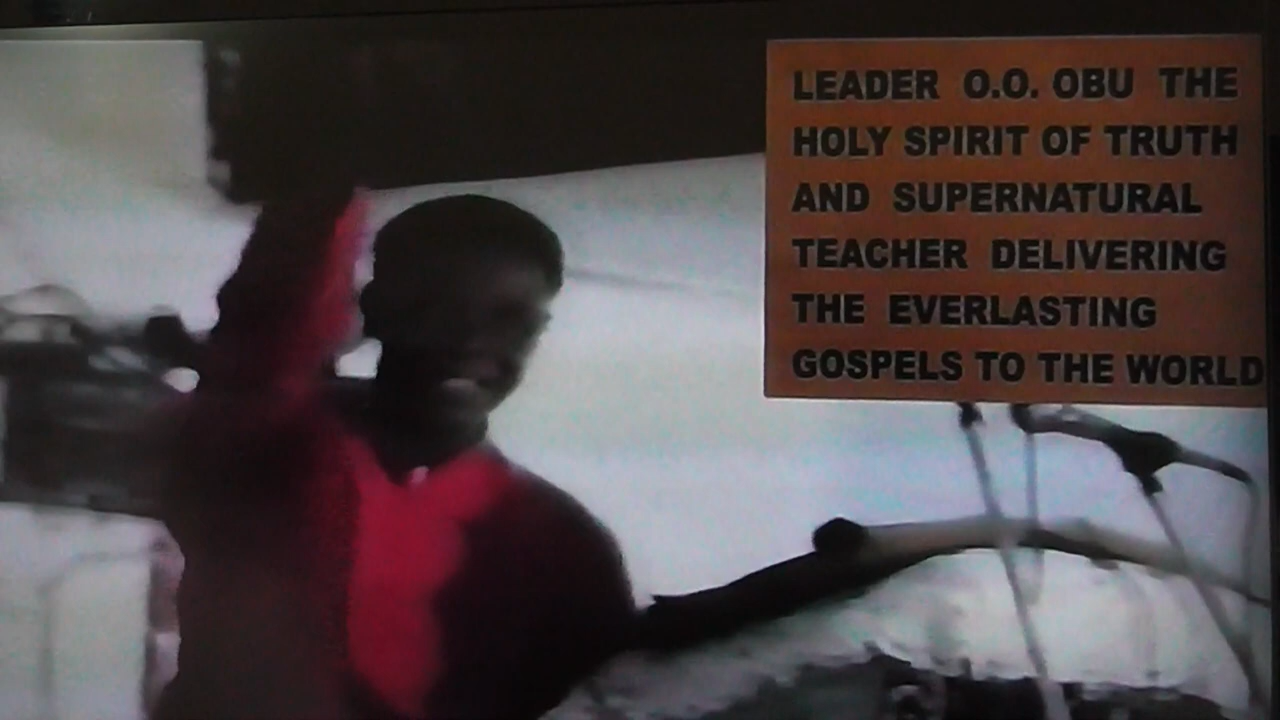 LEADER O.O. OBU THE
HOLY SPIRIT OF TRUTH
AND SUPERNATURAL
TEACHER DELIVERING
THE EVERLASTING
GOSPELS TO THE WORLD